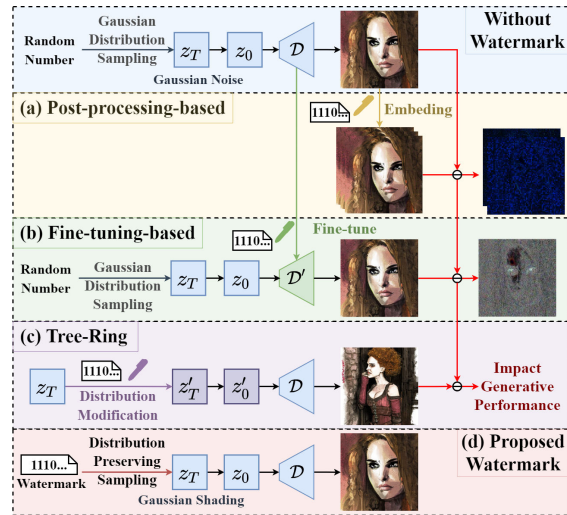 Without
Watermark
Random
Number
Gaussian
Distribution
Sampling
z_T
z_0
D
Gaussian Noise
(a) Post-processing-based
1110...
Embeding
(b) Fine-tuning-based
1110...
Fine-tune
Random
Number
Gaussian
Distribution
Sampling
z_T
z_0
D′
(c) Tree-Ring
z_T
1110...
Distribution
Modification
z′_T
z′_0
D
Impact
Generative
Performance
(d) Proposed
Watermark
1110...
Watermark
Distribution
Preserving
Sampling
z_T
z_0
D
Gaussian Shading